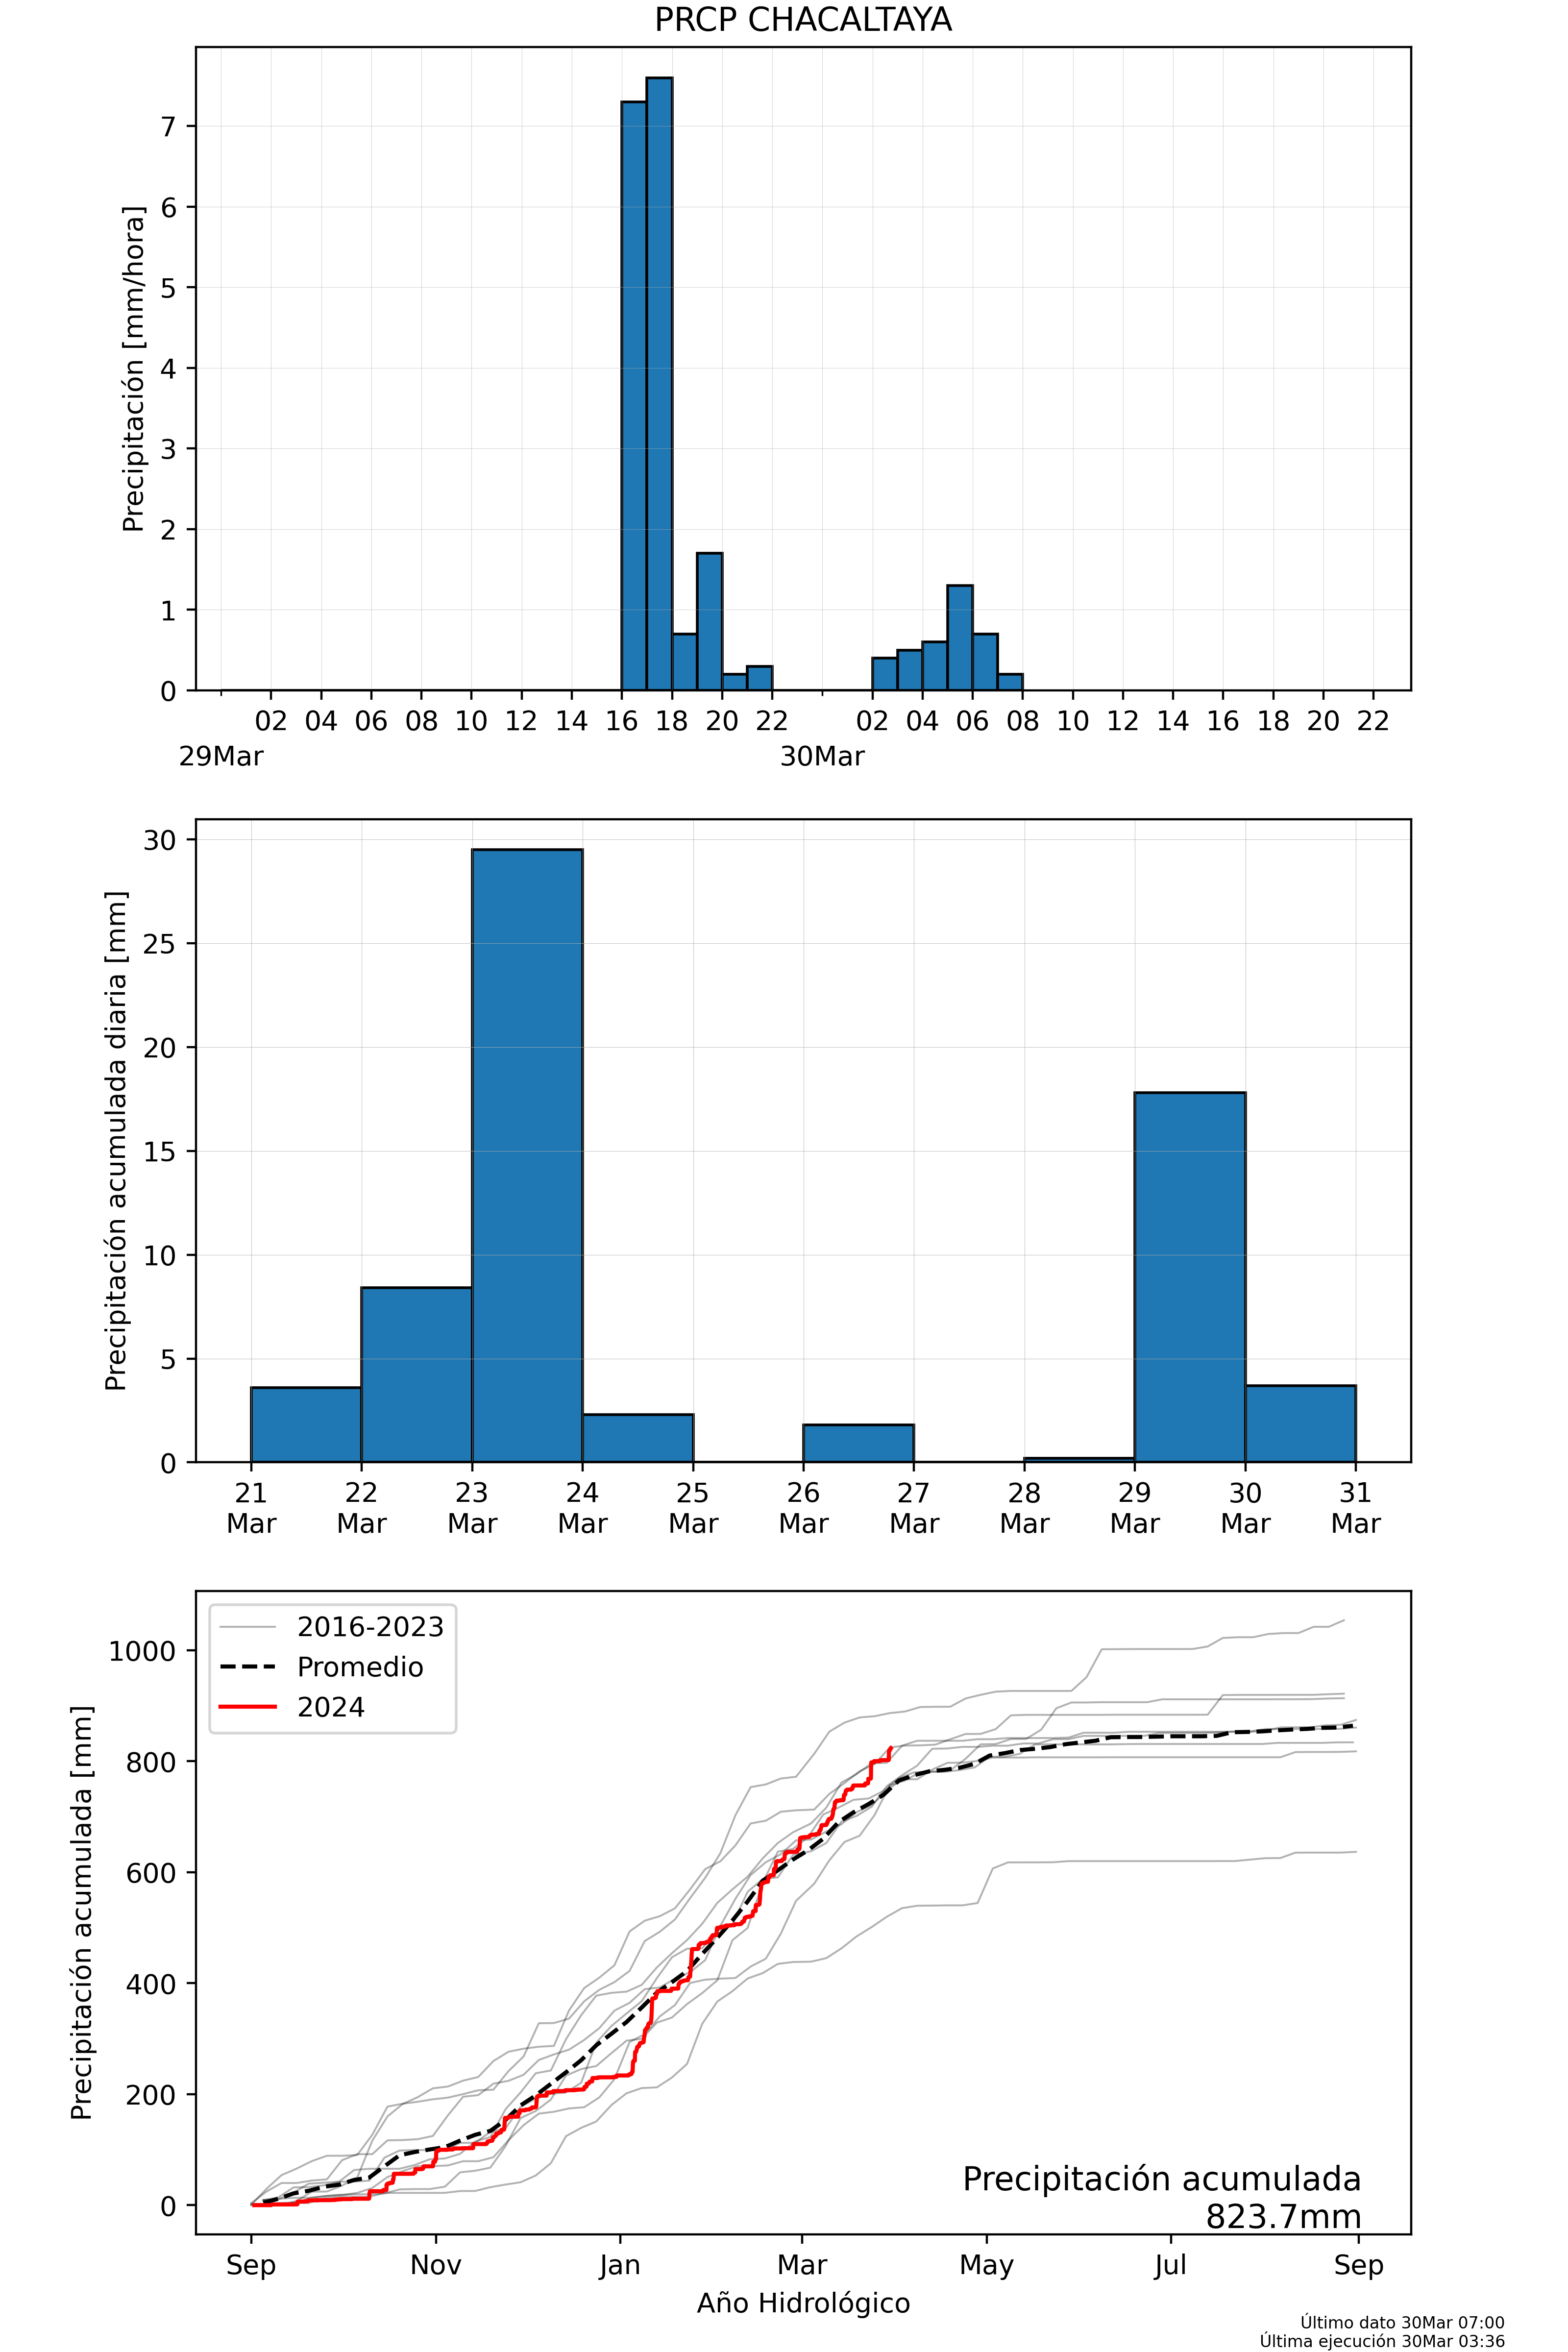 PRCP CHACALTAYA
Precipitación [mm/hora]
7
6
5
4
3
2
1
0
02 04 06 08 10 12 14 16 18 20 22 02 04 06 08 10 12 14 16 18 20 22
29Mar 30Mar
Precipitación acumulada diaria [mm]
30
25
20
15
10
5
0
21 22 23 24 25 26 27 28 29 30 31
Mar Mar Mar Mar Mar Mar Mar Mar Mar Mar Mar
Precipitación acumulada [mm]
1000
800
600
400
200
0
2016-2023
Promedio
2024
Precipitación acumulada
823.7mm
Sep Nov Jan Mar May Jul Sep
Año Hidrológico
Último dato 30Mar 07:00
Última ejecución 30Mar 03:36